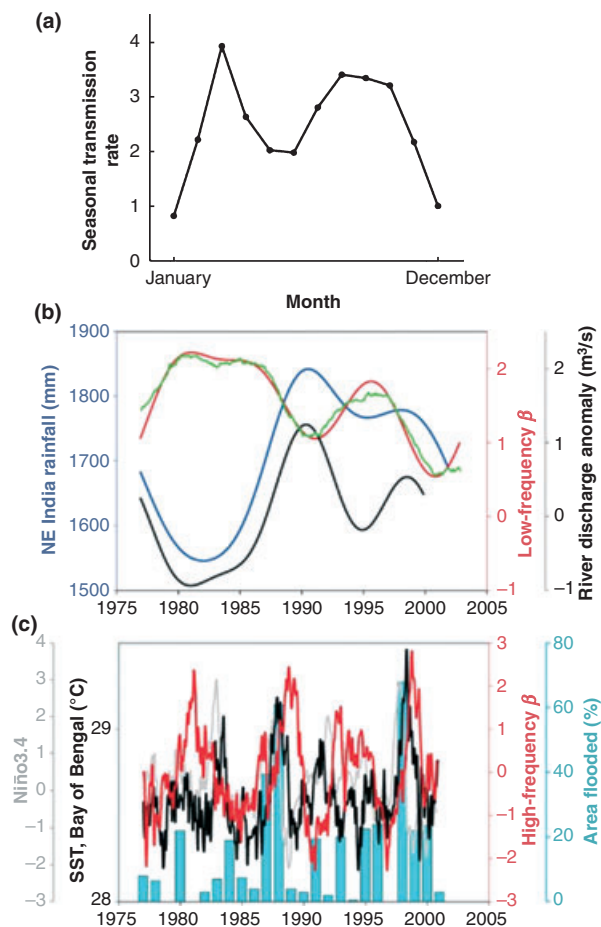 (a)
Seasonal transmission
rate
4
3
2
1
0
January
December
Month
(b)
NE India rainfall (mm)
1900
1800
1700
1600
1500
Low-frequency β
2
1
0
−1
River discharge anomaly (m³/s)
2
1
0
−1
1975 1980 1985 1990 1995 2000 2005
(c)
Niño3.4
4
3
2
1
0
−1
−2
−3
SST, Bay of Bengal (°C)
29
28
High-frequency β
3
2
1
0
−1
−2
−3
Area flooded (%)
80
60
40
20
0
1975 1980 1985 1990 1995 2000 2005